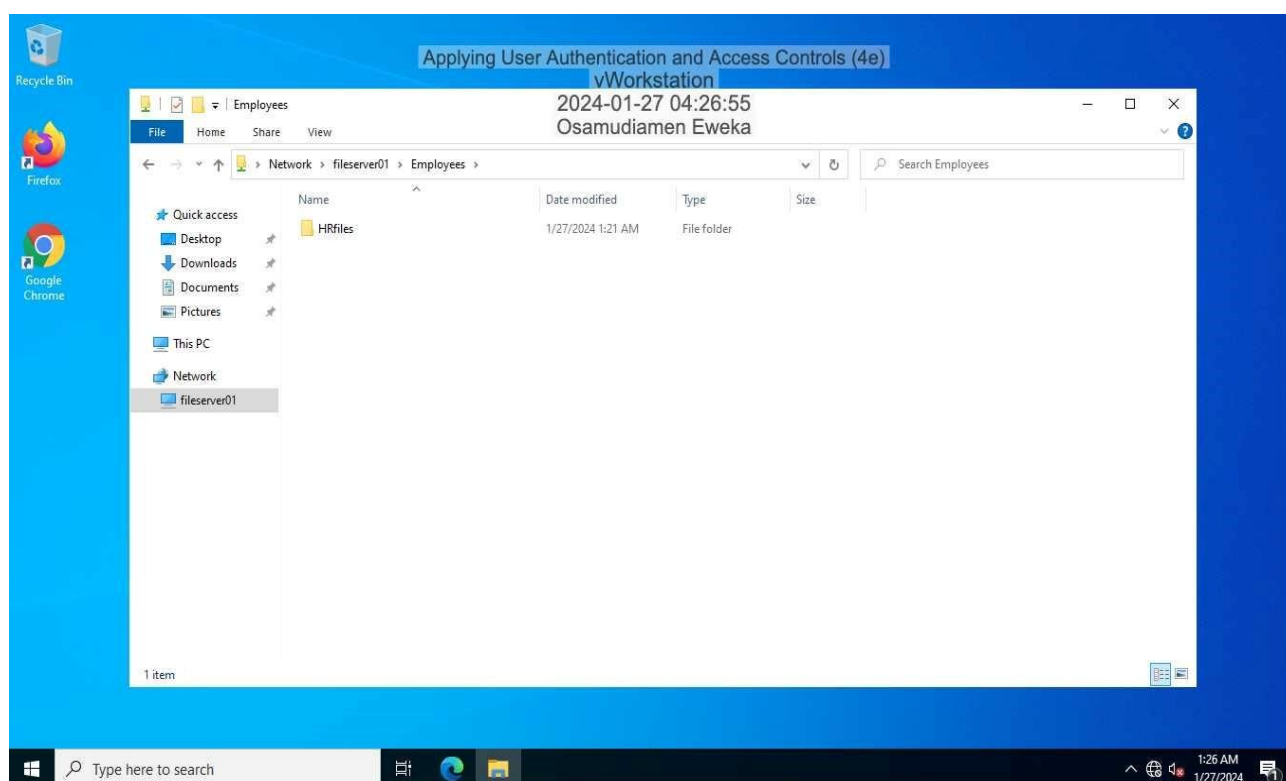 Recycle Bin
Firefox
Google
Chrome
Applying User Authentication and Access Controls (4e)
vWorkstation
2024-01-27 04:26:55
Osamudiamen Eweka
Employees
File Home Share View
Network › fileserver01 › Employees ›
Search Employees
Name Date modified Type Size
HRfiles 1/27/2024 1:21 AM File folder
Quick access
Desktop
Downloads
Documents
Pictures
This PC
Network
fileserver01
1 item
Type here to search
1:26 AM
1/27/2024